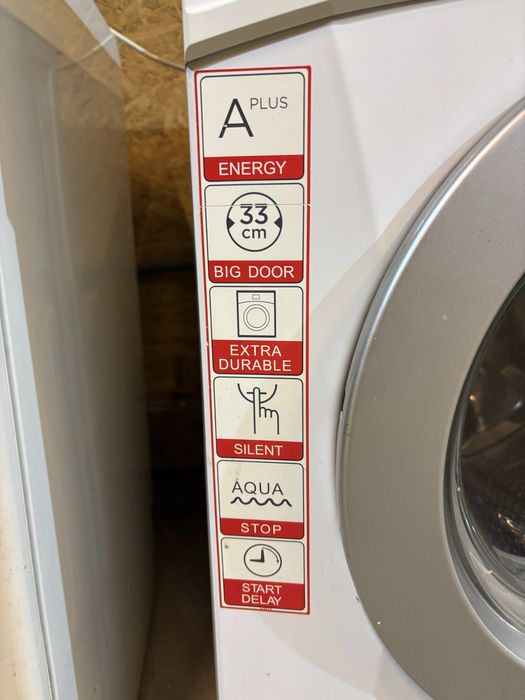 A PLUS
ENERGY
33
cm
BIG DOOR
EXTRA
DURABLE
SILENT
AQUA
STOP
START
DELAY